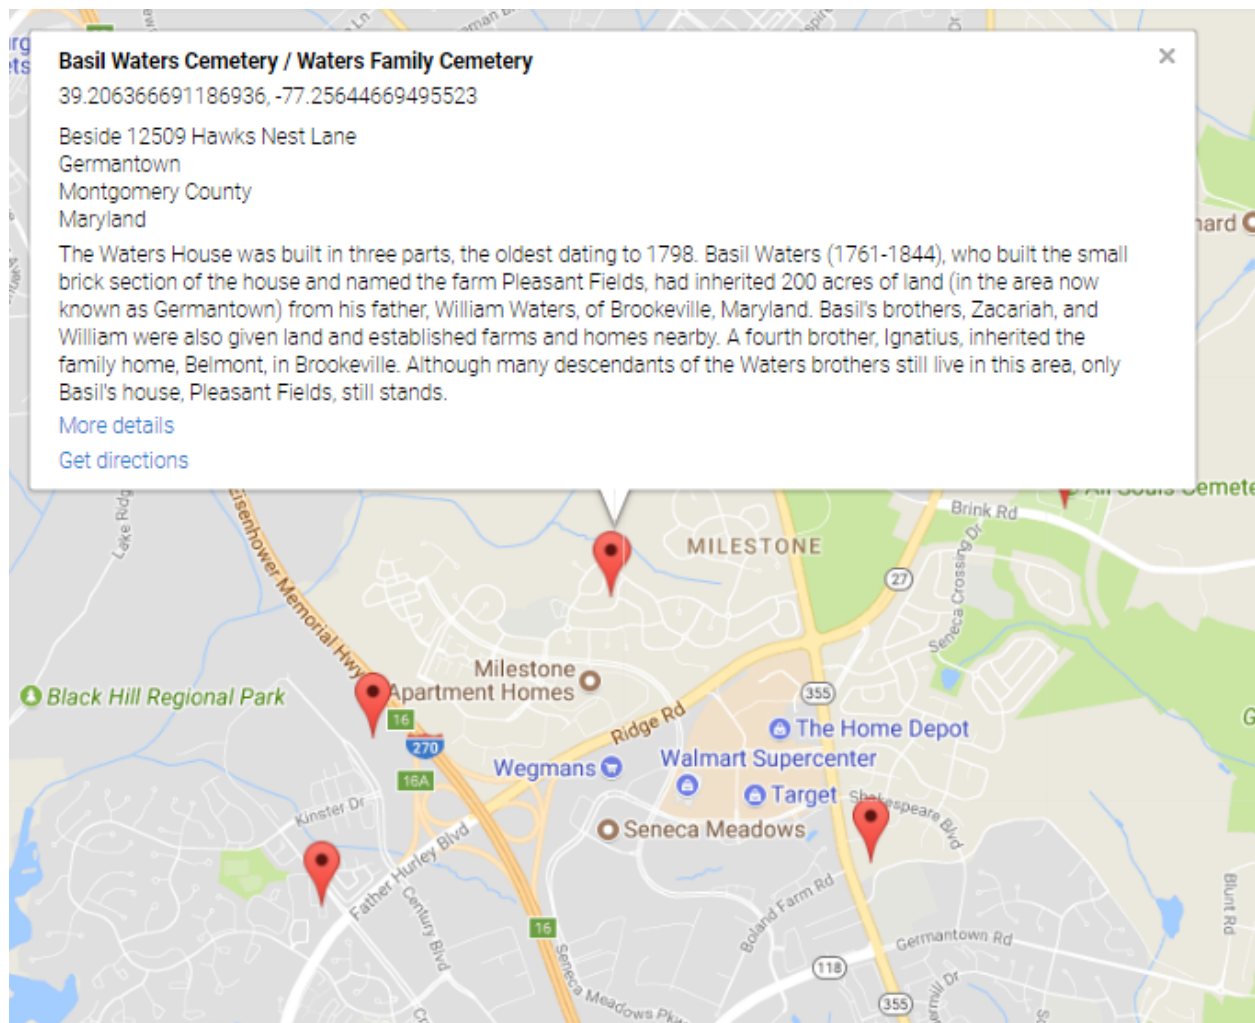 Basil Waters Cemetery / Waters Family Cemetery
39.206366691186936, -77.25644669495523
Beside 12509 Hawks Nest Lane
Germantown
Montgomery County
Maryland
The Waters House was built in three parts, the oldest dating to 1798. Basil Waters (1761-1844), who built the small
brick section of the house and named the farm Pleasant Fields, had inherited 200 acres of land (in the area now
known as Germantown) from his father, William Waters, of Brookeville, Maryland. Basil's brothers, Zacariah, and
William were also given land and established farms and homes nearby. A fourth brother, Ignatius, inherited the
family home, Belmont, in Brookeville. Although many descendants of the Waters brothers still live in this area, only
Basil's house, Pleasant Fields, still stands.
More details
Get directions
Brink Rd
MILESTONE
27
Seneca Crossing Dr
Memorial Hwy
Milestone
Apartment Homes
Black Hill Regional Park
16
270
16A
355
Ridge Rd
The Home Depot
Walmart Supercenter
Wegmans
Target
Kinster Dr
Seneca Meadows
Father Hurley Blvd
Century Blvd
Boland Farm Rd
Blunt Rd
16
Germantown Rd
118
355
Seneca Meadows Pkwy